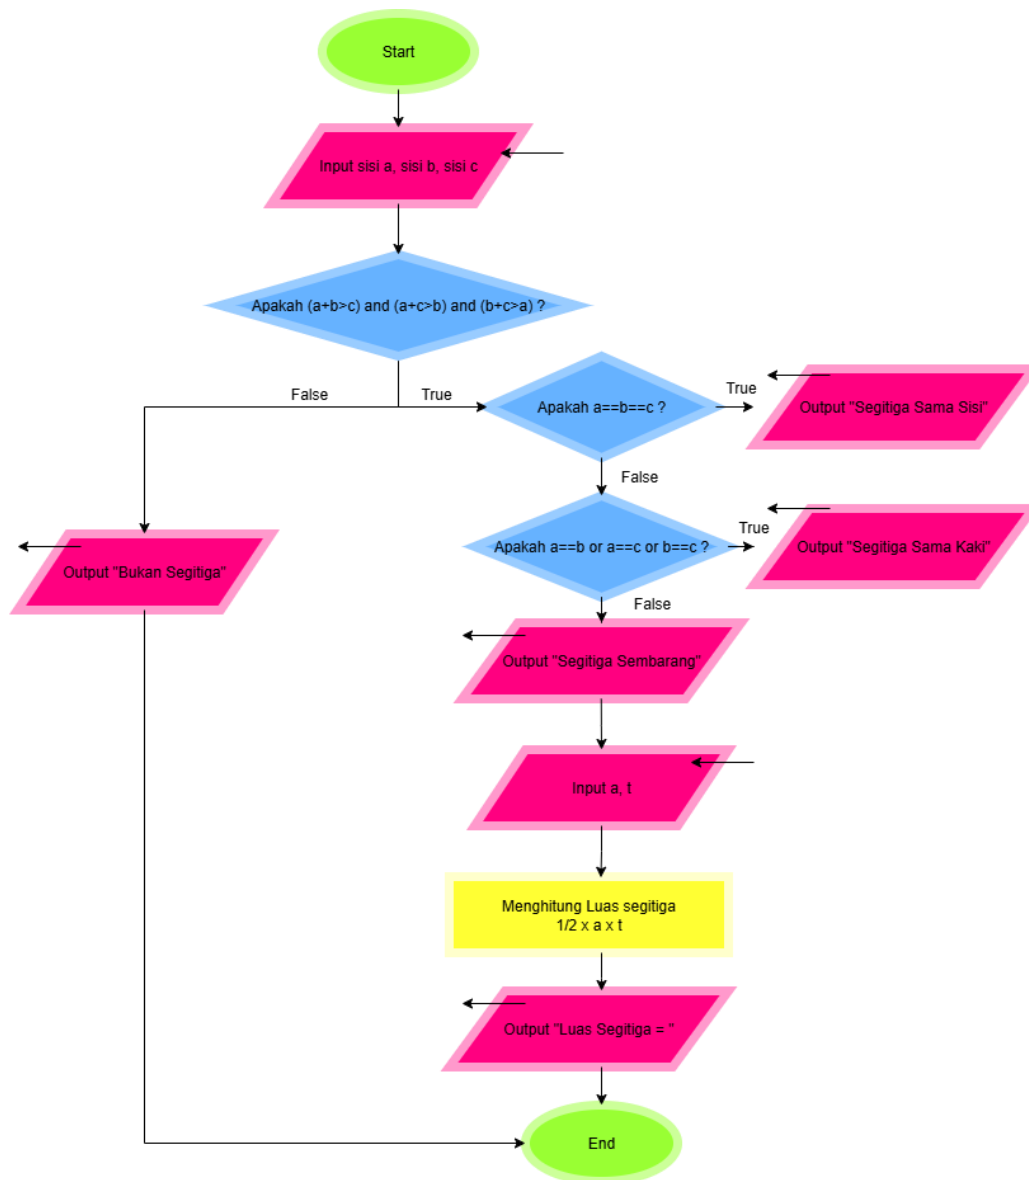 Start
Input sisi a, sisi b, sisi c
Apakah (a+b>c) and (a+c>b) and (b+c>a) ?
False
True
Apakah a==b==c ?
True
Output "Segitiga Sama Sisi"
False
Apakah a==b or a==c or b==c ?
True
Output "Segitiga Sama Kaki"
Output "Bukan Segitiga"
False
Output "Segitiga Sembarang"
Input a, t
Menghitung Luas segitiga
1/2 x a x t
Output "Luas Segitiga = "
End